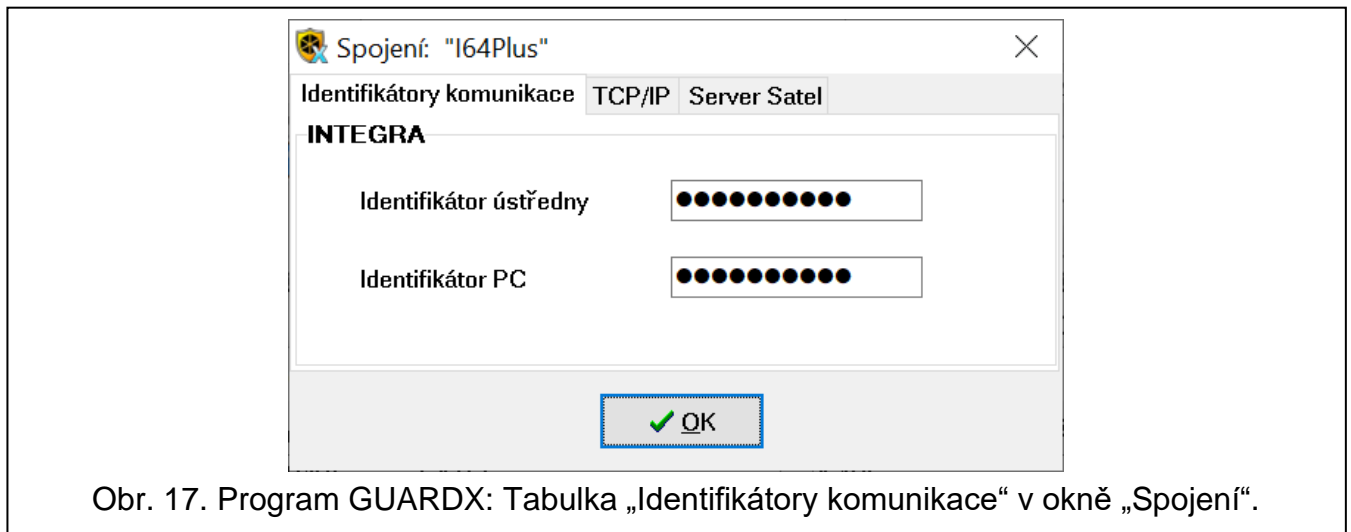 Spojení: "I64Plus"
Identifikátory komunikace TCP/IP Server Satel
INTEGRA
Identifikátor ústředny ●●●●●●●●●●
Identifikátor PC ●●●●●●●●●●
OK
Obr. 17. Program GUARDX: Tabulka „Identifikátory komunikace“ v okně „Spojení“.